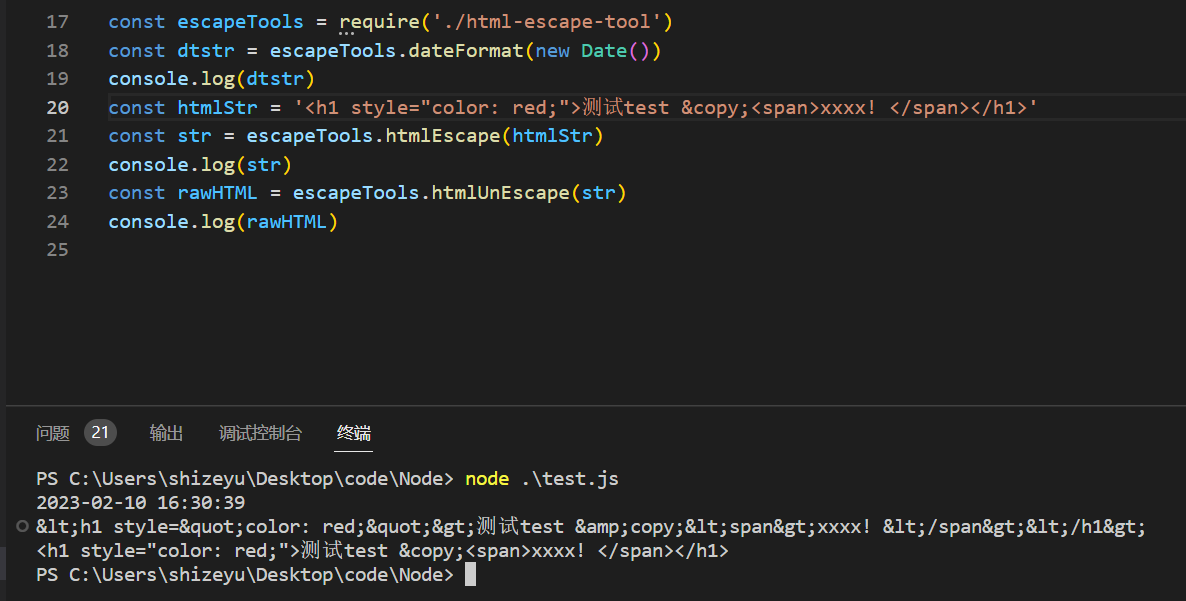 17 const escapeTools = require('./html-escape-tool')
18 const dtstr = escapeTools.dateFormat(new Date())
19 console.log(dtstr)
20 const htmlStr = '<h1 style="color: red;">测试test &copy;<span>xxxx! </span></h1>'
21 const str = escapeTools.htmlEscape(htmlStr)
22 console.log(str)
23 const rawHTML = escapeTools.htmlUnEscape(str)
24 console.log(rawHTML)
25
问题 21 输出 调试控制台 终端
PS C:\Users\shizeyu\Desktop\code\Node> node .\test.js
2023-02-10 16:30:39
&lt;h1 style=&quot;color: red;&quot;&gt;测试test &amp;copy;&lt;span&gt;xxxx! &lt;/span&gt;&lt;/h1&gt;
<h1 style="color: red;">测试test &copy;<span>xxxx! </span></h1>
PS C:\Users\shizeyu\Desktop\code\Node>